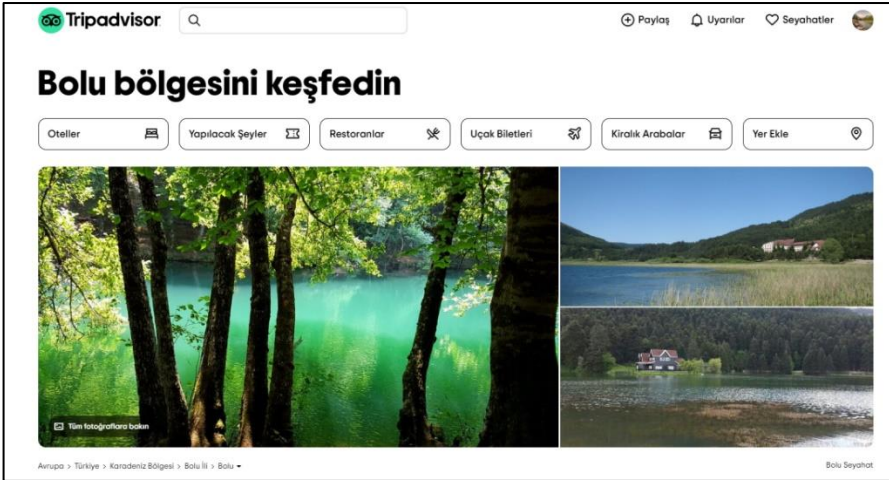 Tripadvisor
Paylaş Uyarılar Seyahatler
Bolu bölgesini keşfedin
Oteller Yapılacak Şeyler Restoranlar Uçak Biletleri Kiralık Arabalar Yer Ekle
Tüm fotoğraflara bakın
Avrupa > Türkiye > Karadeniz Bölgesi > Bolu İli > Bolu
Bolu Seyahat